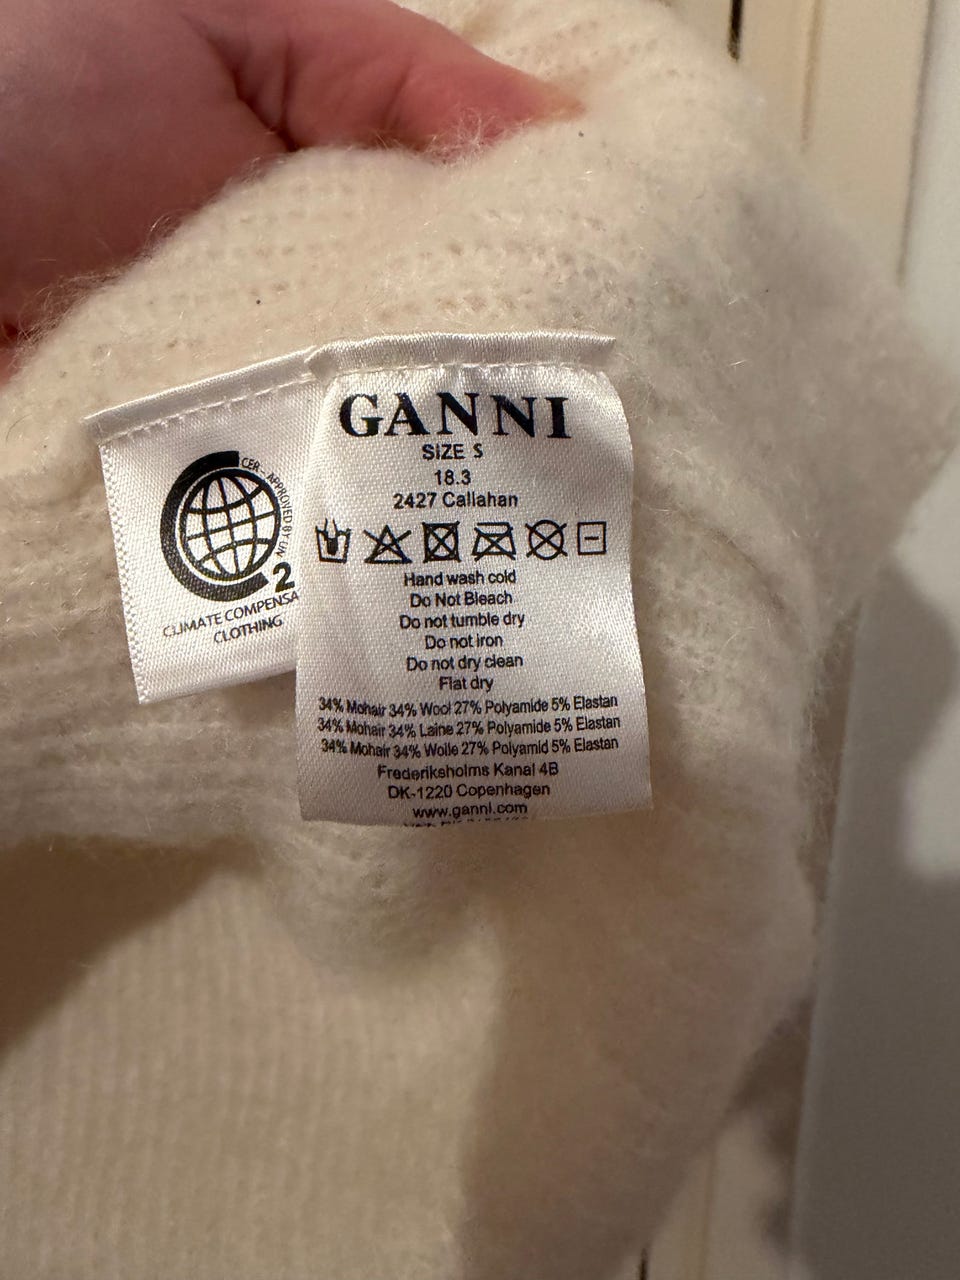 CER - APPROVED BY UN
2
CLIMATE COMPENSA
CLOTHING
GANNI
SIZE S
18.3
2427 Callahan
Hand wash cold
Do Not Bleach
Do not tumble dry
Do not iron
Do not dry clean
Flat dry
34% Mohair 34% Wool 27% Polyamide 5% Elastan
34% Mohair 34% Laine 27% Polyamide 5% Elastan
34% Mohair 34% Wolle 27% Polyamid 5% Elastan
Frederiksholms Kanal 4B
DK-1220 Copenhagen
www.ganni.com